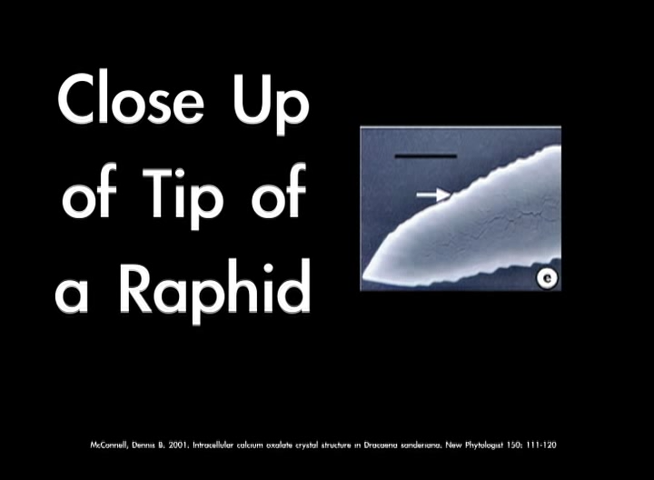 Close Up
of Tip of
a Raphid
e
McConnell, Dennis B. 2001. Intracellular calcium oxalate crystal structure in Dracaena sanderiana. New Phytologist 150: 111-120